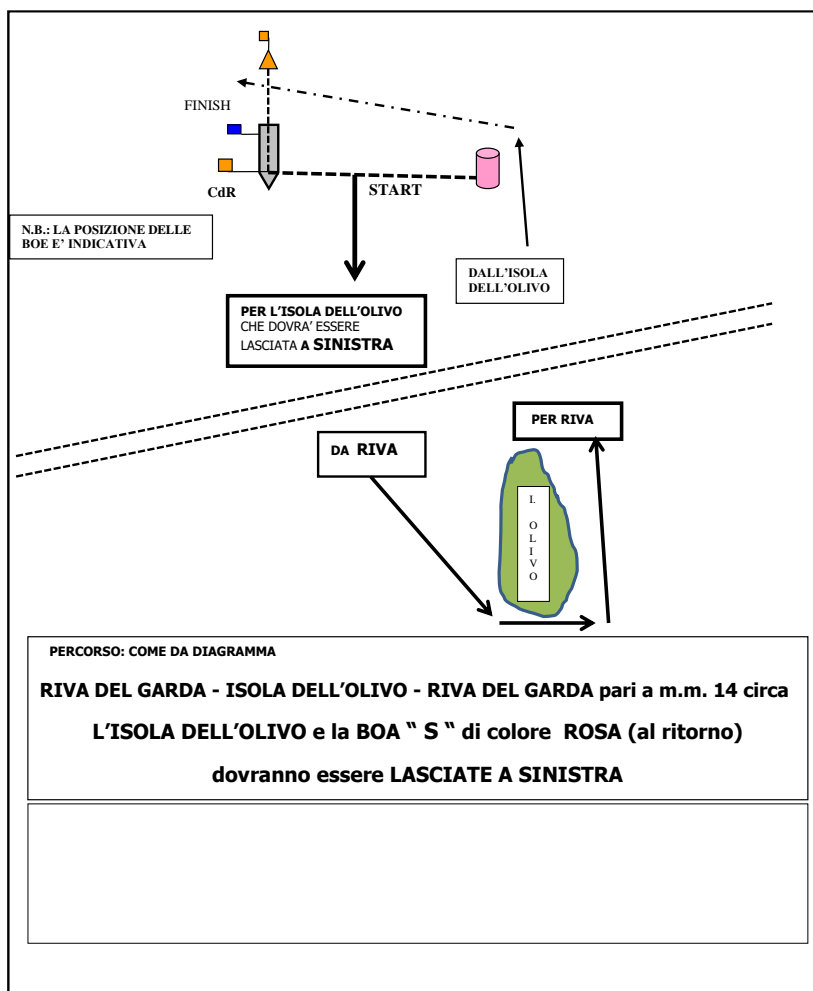 FINISH
CdR
START
N.B.: LA POSIZIONE DELLE
BOE E' INDICATIVA
DALL'ISOLA
DELL'OLIVO
PER L'ISOLA DELL'OLIVO
CHE DOVRA' ESSERE
LASCIATA A SINISTRA
PER RIVA
DA RIVA
I.
O
L
I
V
O
PERCORSO: COME DA DIAGRAMMA
RIVA DEL GARDA - ISOLA DELL'OLIVO - RIVA DEL GARDA pari a m.m. 14 circa
L'ISOLA DELL'OLIVO e la BOA " S " di colore ROSA (al ritorno)
dovranno essere LASCIATE A SINISTRA